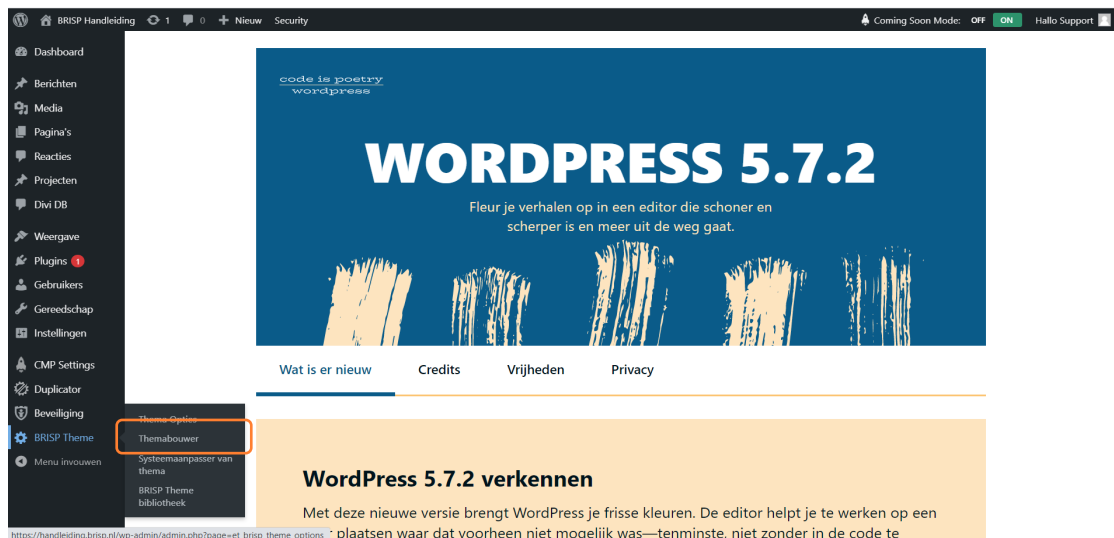 BRISP Handleiding 1 0 + Nieuw Security Coming Soon Mode: OFF ON Hallo Support
Dashboard
Berichten
Media
Pagina's
Reacties
Projecten
Divi DB
Weergave
Plugins 1
Gebruikers
Gereedschap
Instellingen
CMP Settings
Duplicator
Beveiliging
BRISP Theme
Menu invouwen
Thema Opties
Themabouwer
Systeemaanpasser van
thema
BRISP Theme
bibliotheek
code is poetry
wordpress
WORDPRESS 5.7.2
Fleur je verhalen op in een editor die schoner en
scherper is en meer uit de weg gaat.
Wat is er nieuw Credits Vrijheden Privacy
WordPress 5.7.2 verkennen
Met deze nieuwe versie brengt WordPress je frisse kleuren. De editor helpt je te werken op een
plaatsen waar dat voorheen niet mogelijk was—tenminste, niet zonder in de code te
https://handleiding.brisp.nl/wp-admin/admin.php?page=et_brisp_theme_options